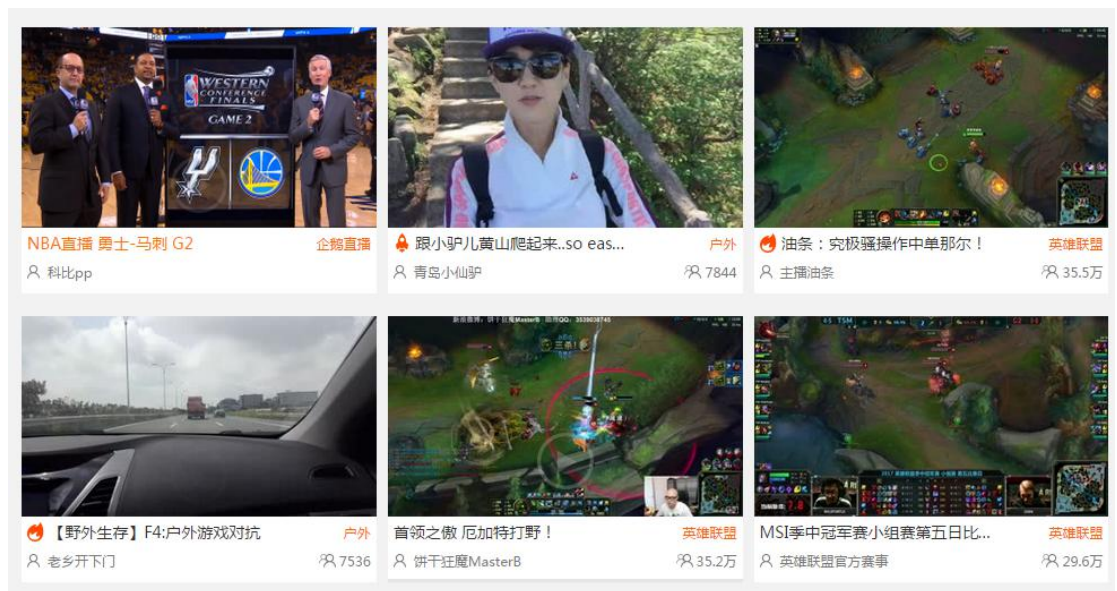 WESTERN
CONFERENCE
FINALS
GAME 2
NBA直播 勇士-马刺 G2 企鹅直播
科比pp
跟小驴儿黄山爬起来..so eas... 户外
青岛小仙驴 7844
油条：究极骚操作中单那尔！ 英雄联盟
主播油条 35.5万
【野外生存】F4:户外游戏对抗 户外
老乡开下门 7536
首领之傲 厄加特打野！ 英雄联盟
饼干狂魔MasterB 35.2万
TSM
MSI季中冠军赛小组赛第五日比... 英雄联盟
英雄联盟官方赛事 29.6万